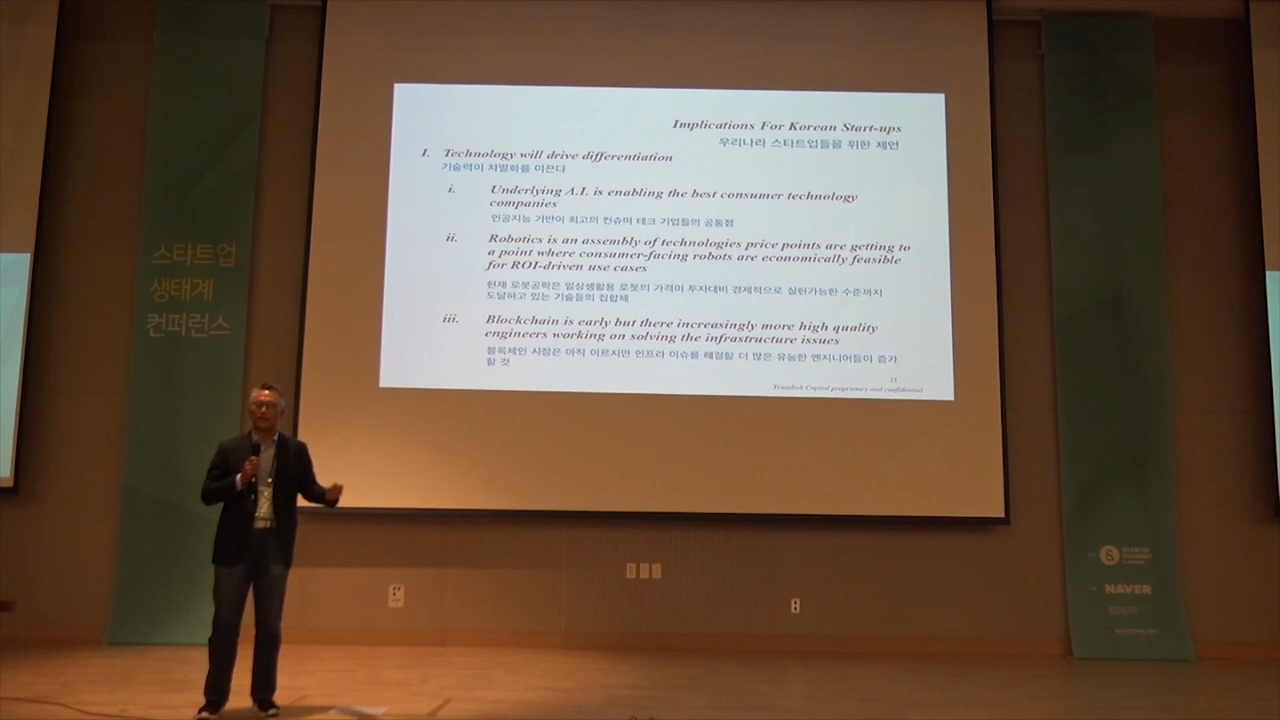 Implications For Korean Start-ups
우리나라 스타트업들을 위한 제언
I. Technology will drive differentiation
기술력이 차별화를 이끈다
i. Underlying A.I. is enabling the best consumer technology
companies
인공지능 기반이 최고의 컨슈머 테크 기업들의 공통점
ii. Robotics is an assembly of technologies price points are getting to
a point where consumer-facing robots are economically feasible
for ROI-driven use cases
현재 로봇공학은 일상생활용 로봇의 가격이 투자대비 경제적으로 실현가능한 수준까지
도달하고 있는 기술들의 집합체
iii. Blockchain is early but there increasingly more high quality
engineers working on solving the infrastructure issues
블록체인 시장은 아직 이르지만 인프라 이슈를 해결할 더 많은 유능한 엔지니어들이 증가
할 것
21
Translink Capital proprietary and confidential
스타트업
생태계
컨퍼런스
&
STARTUP
ALLIANCE
NAVER